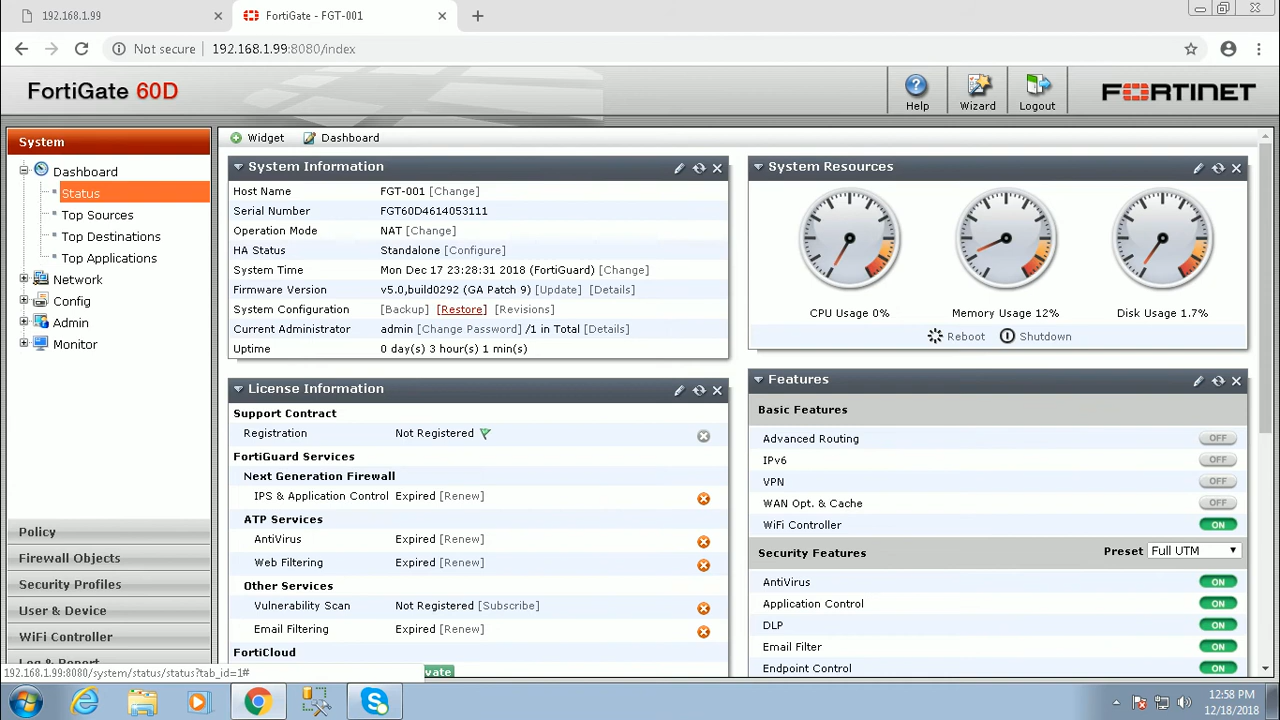 192.168.1.99
FortiGate - FGT-001
Not secure 192.168.1.99:8080/index
FortiGate 60D
Help
Wizard
Logout
FORTINET
System
Dashboard
Status
Top Sources
Top Destinations
Top Applications
Network
Config
Admin
Monitor
Policy
Firewall Objects
Security Profiles
User & Device
WiFi Controller
Log & Report
Widget Dashboard
System Information
Host Name FGT-001 [Change]
Serial Number FGT60D4614053111
Operation Mode NAT [Change]
HA Status Standalone [Configure]
System Time Mon Dec 17 23:28:31 2018 (FortiGuard) [Change]
Firmware Version v5.0,build0292 (GA Patch 9) [Update] [Details]
System Configuration [Backup] [Restore] [Revisions]
Current Administrator admin [Change Password] /1 in Total [Details]
Uptime 0 day(s) 3 hour(s) 1 min(s)
License Information
Support Contract
Registration Not Registered
FortiGuard Services
Next Generation Firewall
IPS & Application Control Expired [Renew]
ATP Services
AntiVirus Expired [Renew]
Web Filtering Expired [Renew]
Other Services
Vulnerability Scan Not Registered [Subscribe]
Email Filtering Expired [Renew]
FortiCloud
vate
System Resources
CPU Usage 0% Memory Usage 12% Disk Usage 1.7%
Reboot Shutdown
Features
Basic Features
Advanced Routing OFF
IPv6 OFF
VPN OFF
WAN Opt. & Cache OFF
WiFi Controller ON
Security Features Preset Full UTM
AntiVirus ON
Application Control ON
DLP ON
Email Filter ON
Endpoint Control ON
192.168.1.99:8080/system/status/status?tab_id=1#
12:58 PM
12/18/2018